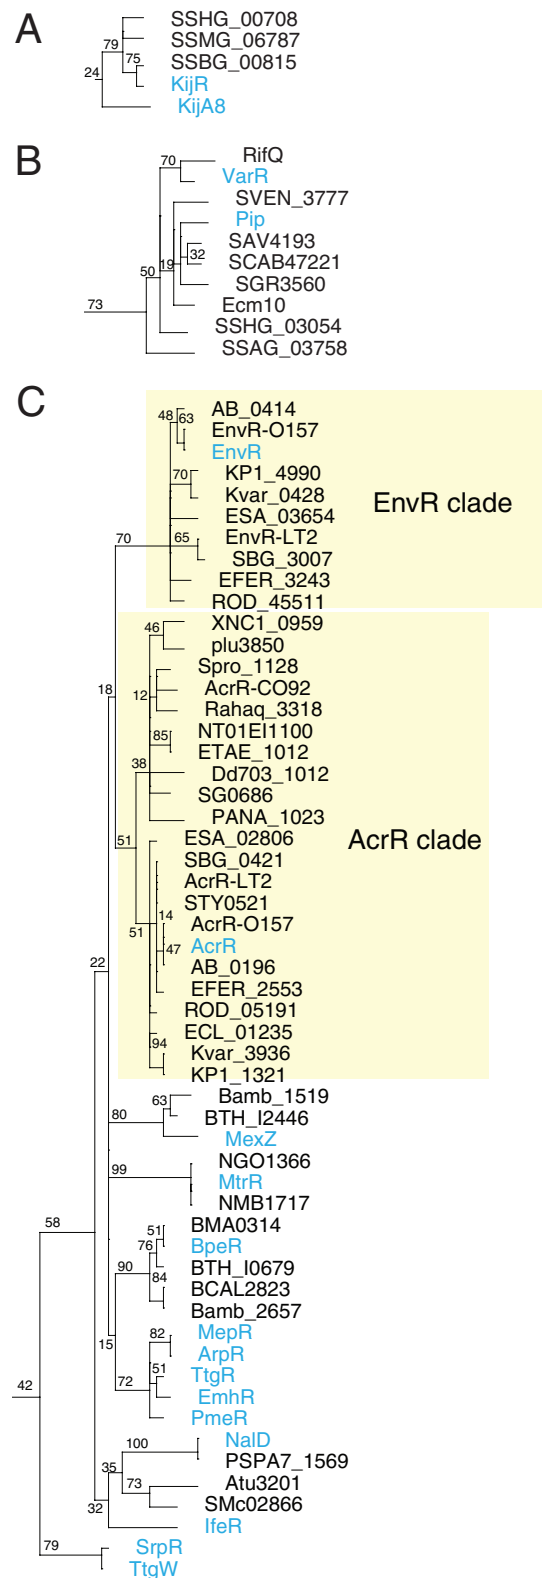 A
SSHG_00708
SSMG_06787
79
SSBG_00815
75
24
KijR
KijA8
B
RifQ
70
VarR
SVEN_3777
Pip
SAV4193
32
SCAB47221
19
50
SGR3560
73
Ecm10
SSHG_03054
SSAG_03758
C
AB_0414
48 63
EnvR-O157
EnvR
70
KP1_4990
Kvar_0428
EnvR clade
ESA_03654
70
65
EnvR-LT2
SBG_3007
EFER_3243
ROD_45511
XNC1_0959
46
plu3850
Spro_1128
18
12
AcrR-CO92
Rahaq_3318
85
NT01EI1100
ETAE_1012
38
Dd703_1012
SG0686
PANA_1023
51
ESA_02806
AcrR clade
SBG_0421
AcrR-LT2
STY0521
14
AcrR-O157
51
47
AcrR
22
AB_0196
EFER_2553
ROD_05191
ECL_01235
94
Kvar_3936
KP1_1321
63
Bamb_1519
80
BTH_I2446
MexZ
NGO1366
99
MtrR
NMB1717
58
BMA0314
51
76
BpeR
90
BTH_I0679
84
BCAL2823
Bamb_2657
15
82
MepR
ArpR
51
TtgR
72
EmhR
42
PmeR
NalD
100
PSPA7_1569
35
73
Atu3201
32
SMc02866
IfeR
79
SrpR
TtgW